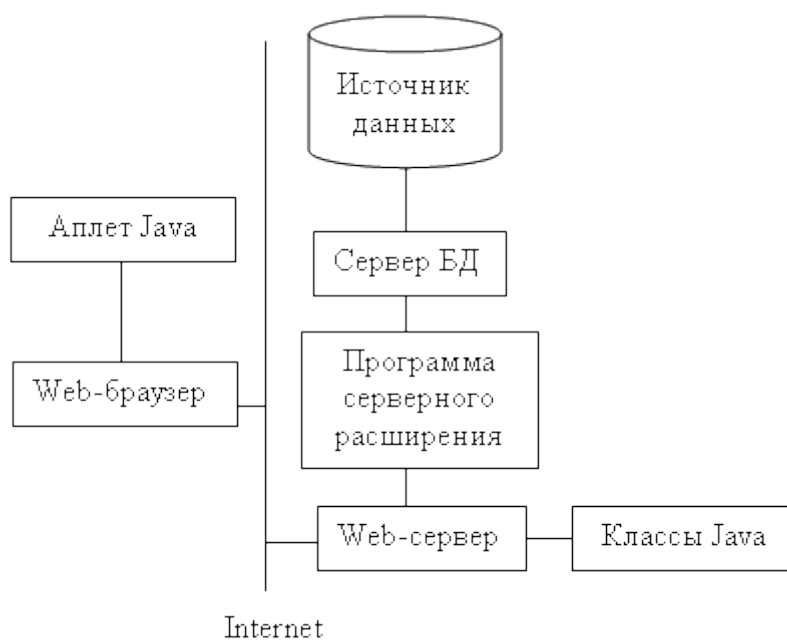 Источник
данных
Аплет Java
Сервер БД
Web-браузер
Программа
серверного
расширения
Web-сервер
Классы Java
Internet